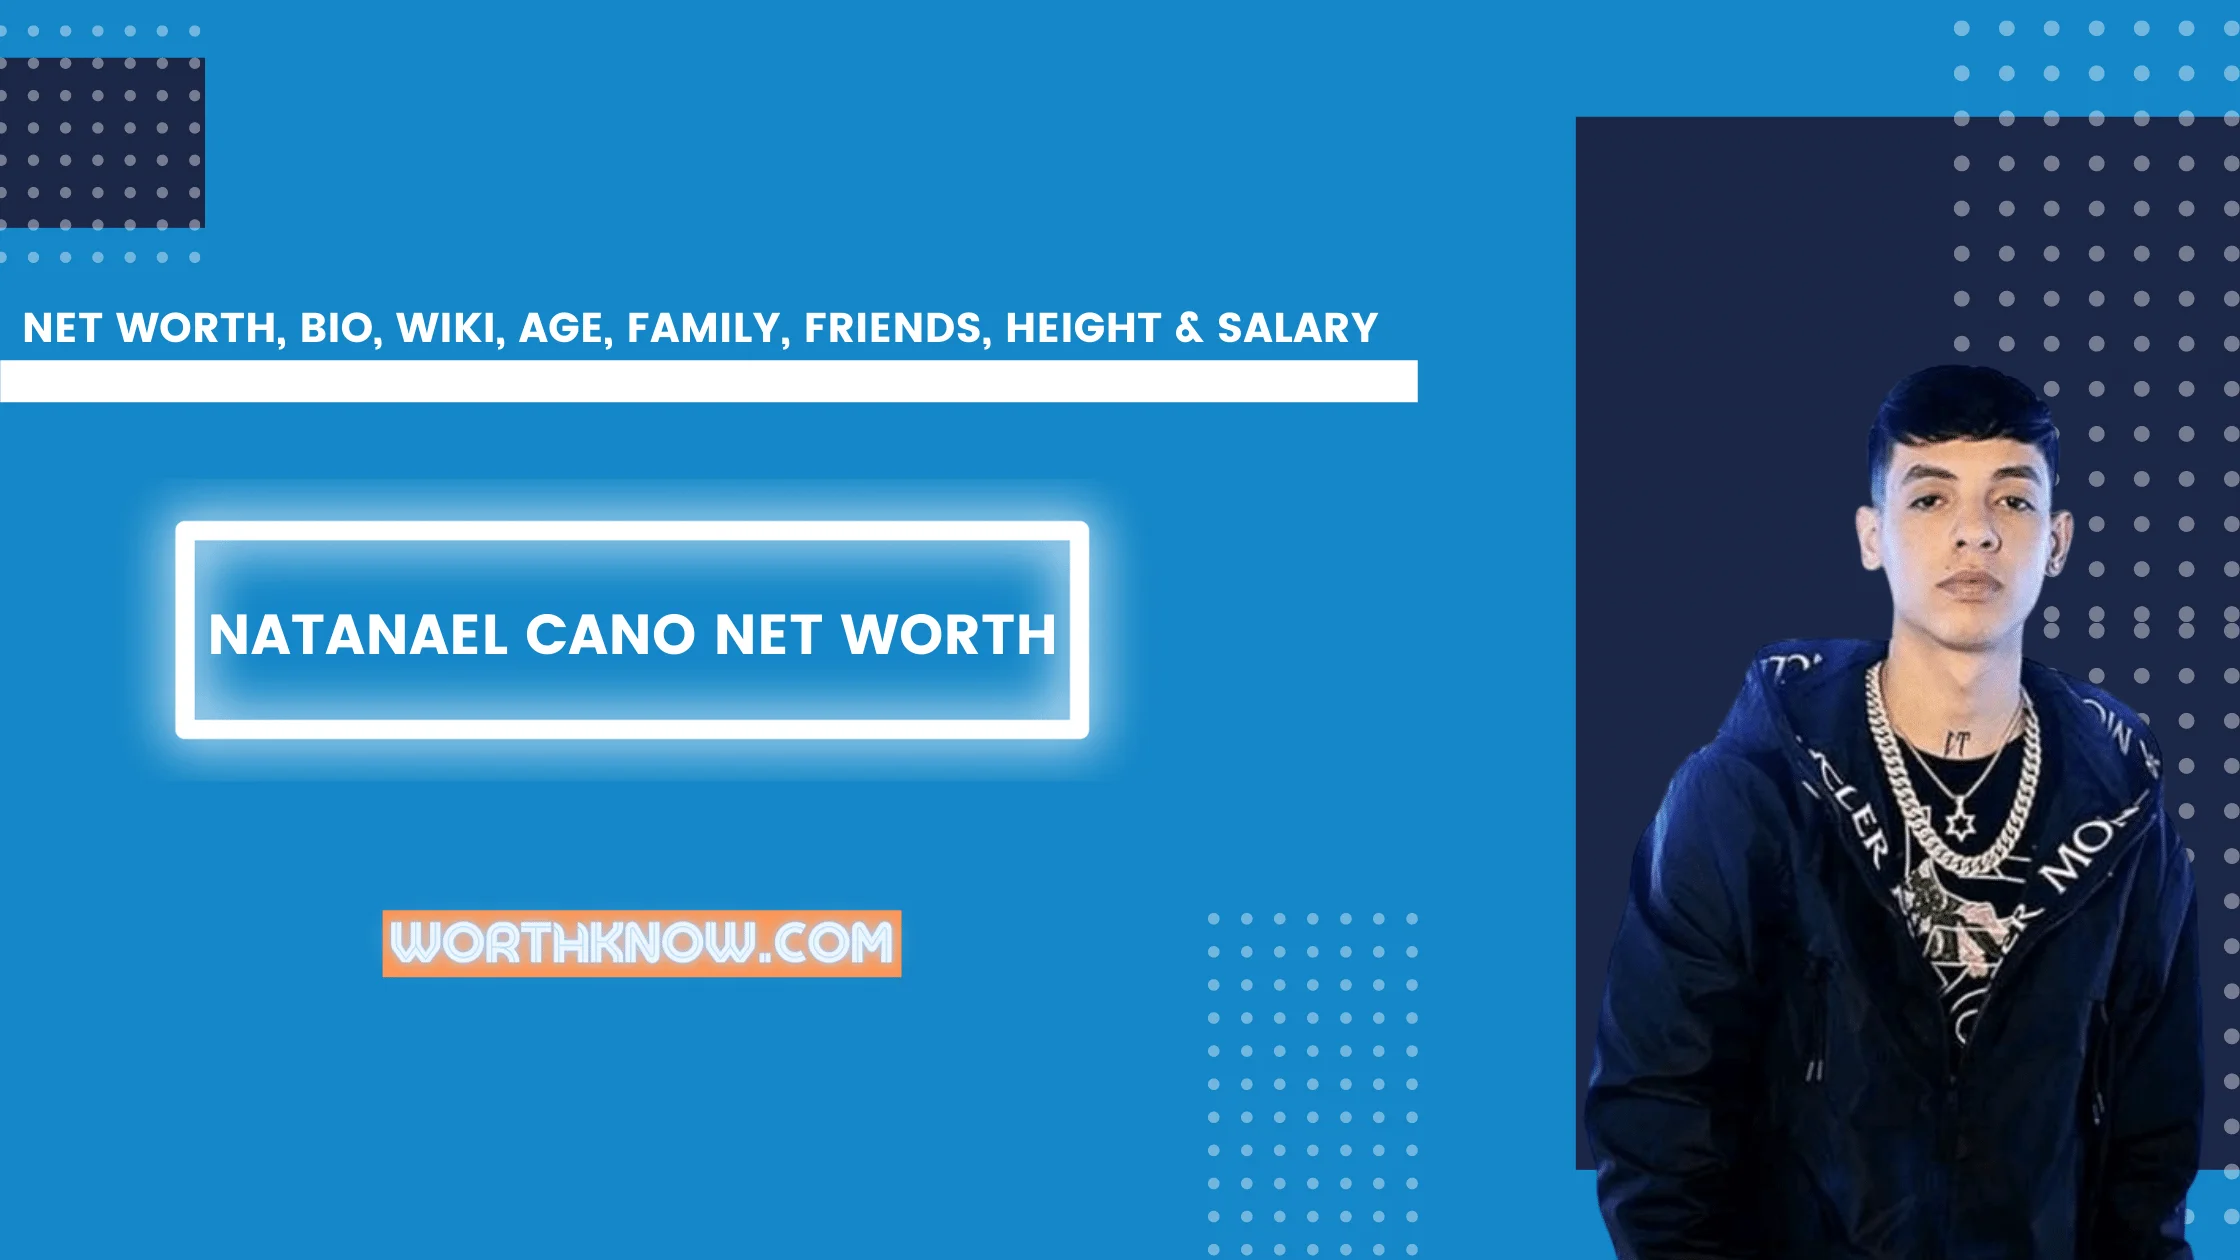 NET WORTH, BIO, WIKI, AGE, FAMILY, FRIENDS, HEIGHT & SALARY
NATANAEL CANO NET WORTH
WORTHKNOW.COM